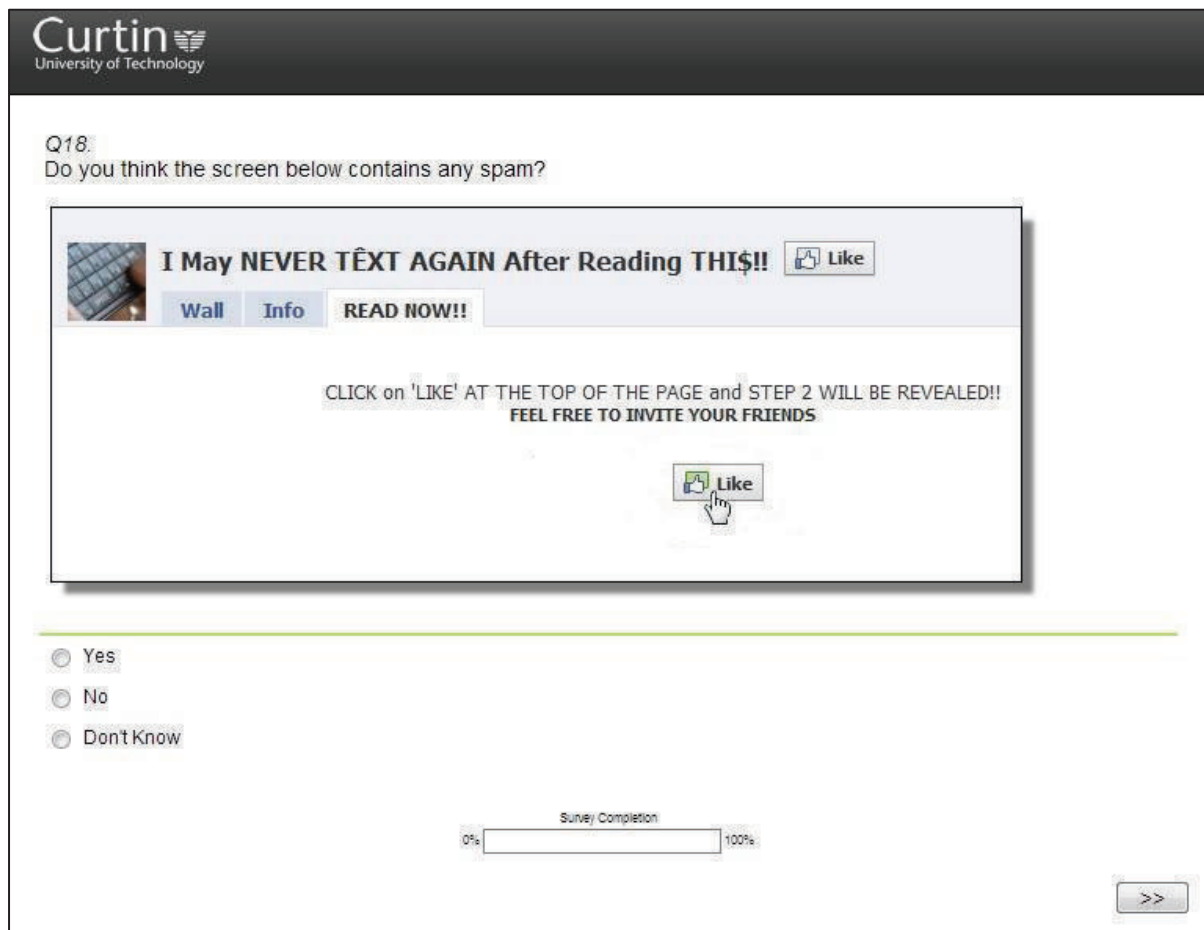 Curtin
University of Technology
Q18.
Do you think the screen below contains any spam?
I May NEVER TÊXT AGAIN After Reading THI$!! Like
Wall Info READ NOW!!
CLICK on 'LIKE' AT THE TOP OF THE PAGE and STEP 2 WILL BE REVEALED!!
FEEL FREE TO INVITE YOUR FRIENDS
Like
Yes
No
Don't Know
Survey Completion
0% 100%
>>